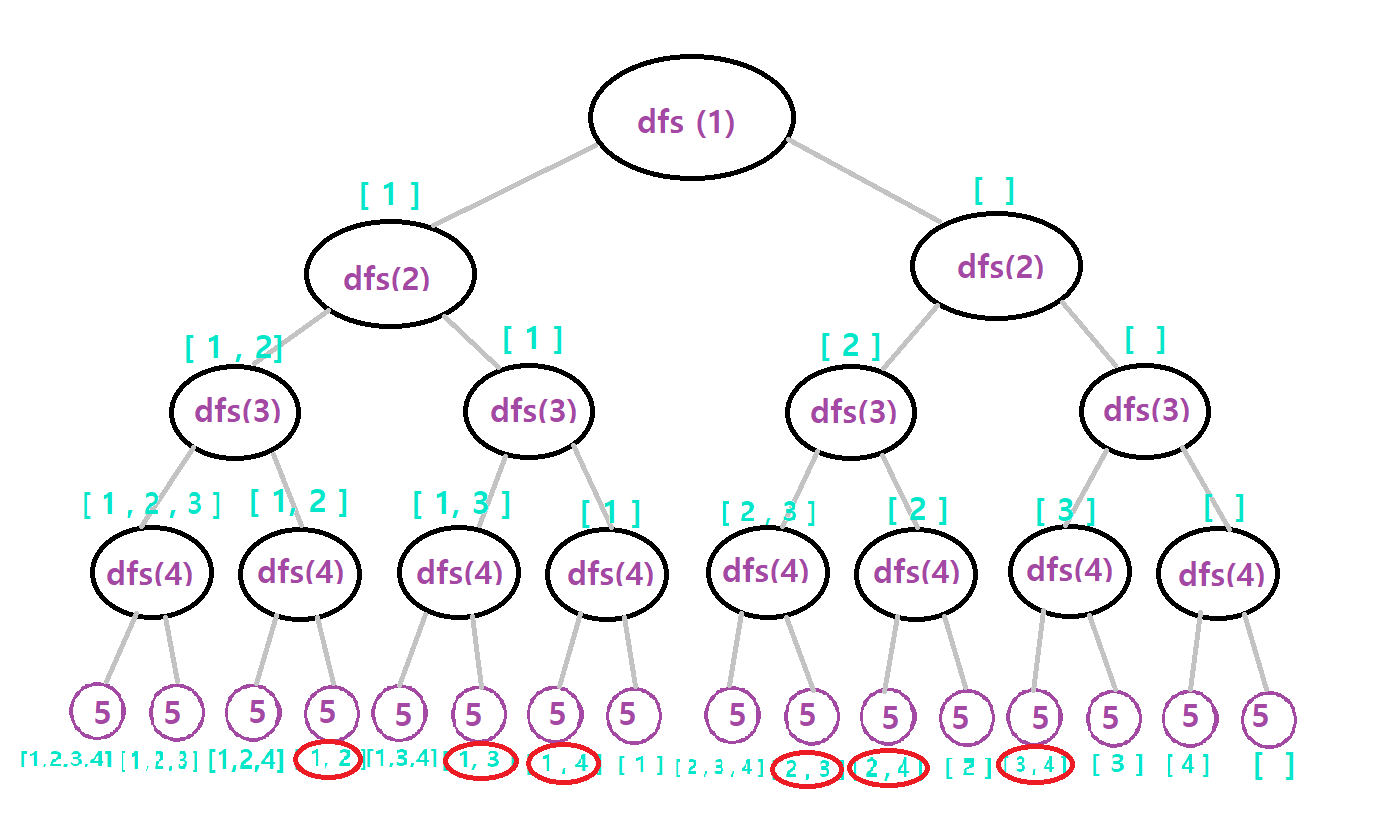 dfs (1)
[ 1 ] [ ]
dfs(2) dfs(2)
[ 1 , 2] [ 1 ] [ 2 ] [ ]
dfs(3) dfs(3) dfs(3) dfs(3)
[ 1 , 2 , 3 ] [ 1, 2 ] [ 1, 3 ] [ 1 ] [ 2 , 3 ] [ 2 ] [ 3 ] [ ]
dfs(4) dfs(4) dfs(4) dfs(4) dfs(4) dfs(4) dfs(4) dfs(4)
5 5 5 5 5 5 5 5 5 5 5 5 5 5 5 5
[1,2,3,4] [1,2,3] [1,2,4] [1, 2] [1,3,4] [1, 3] [1, 4] [ 1 ] [2,3,4] [2, 3] [2,4] [ 2 ] [3,4] [ 3 ] [ 4 ] [ ]